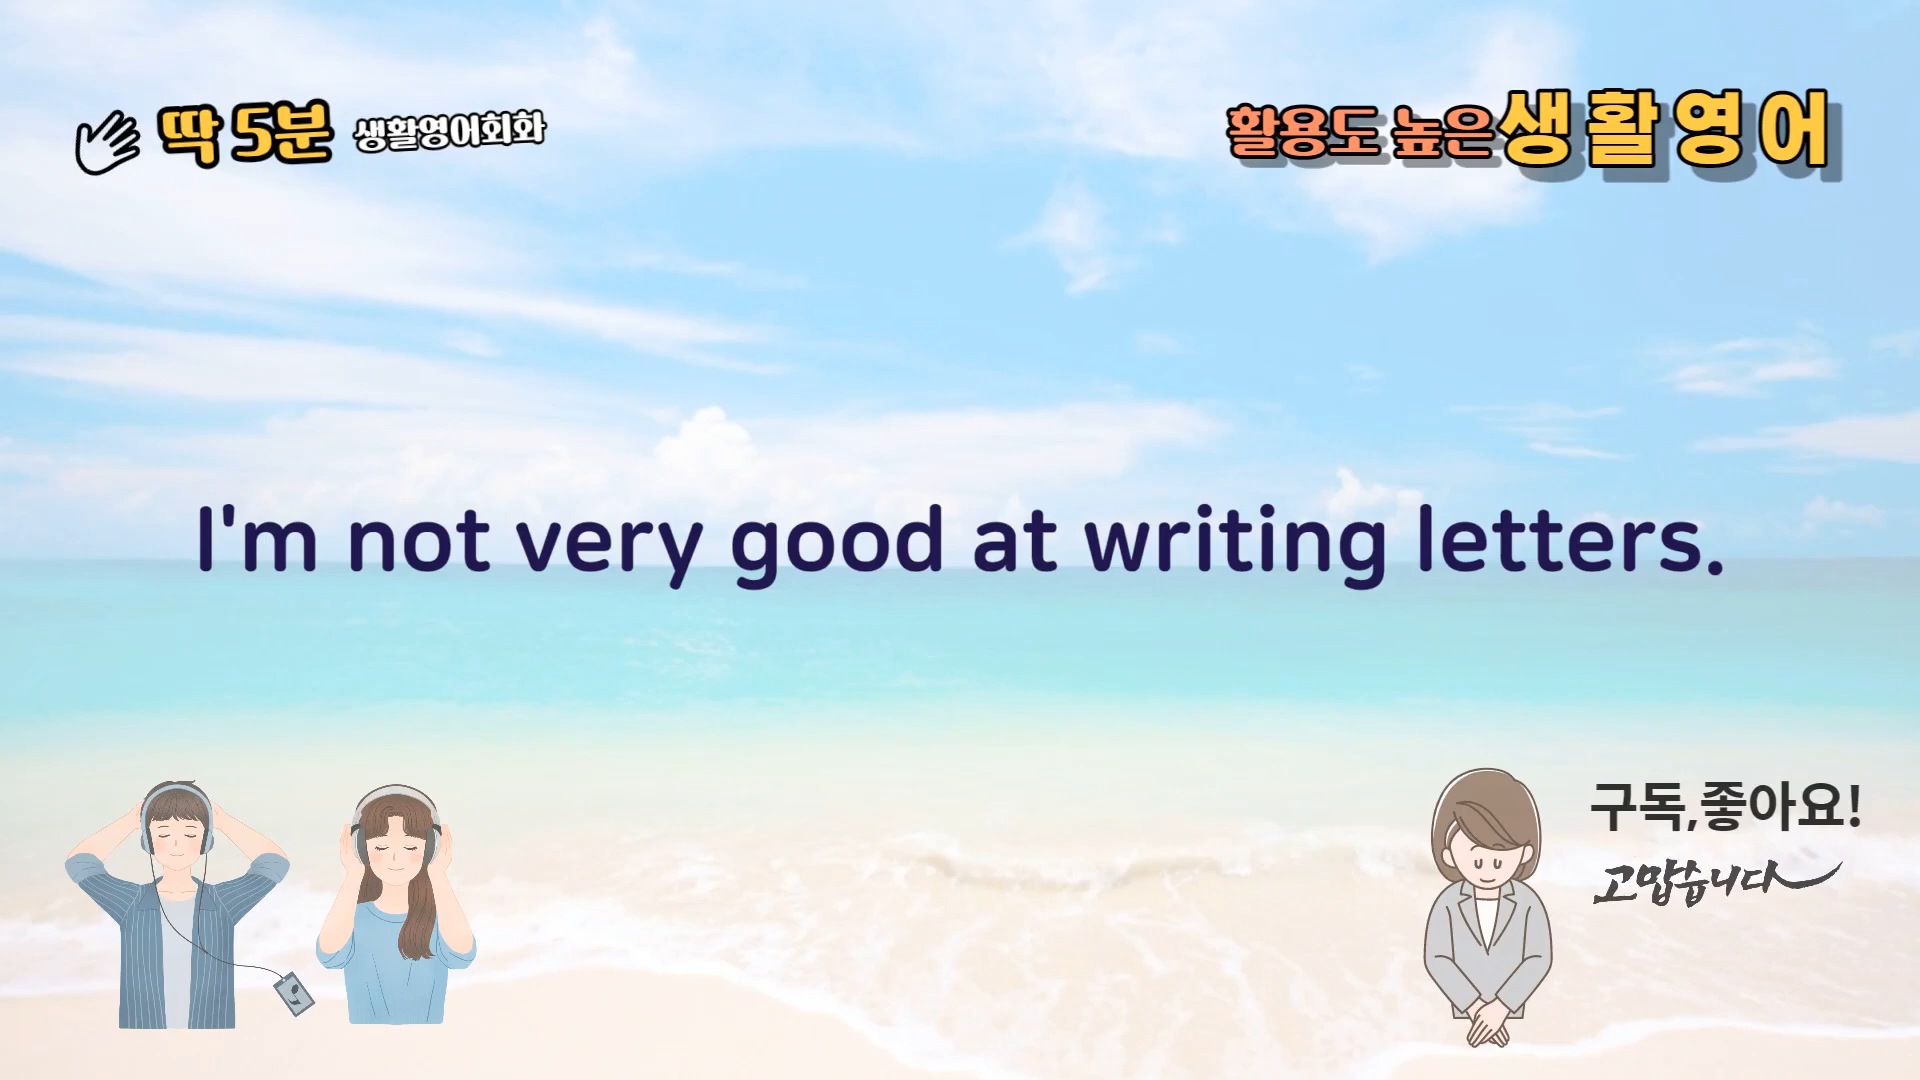 딱 5분 생활영어회화
활용도 높은 생활영어
I'm not very good at writing letters.
구독,좋아요!
고맙습니다